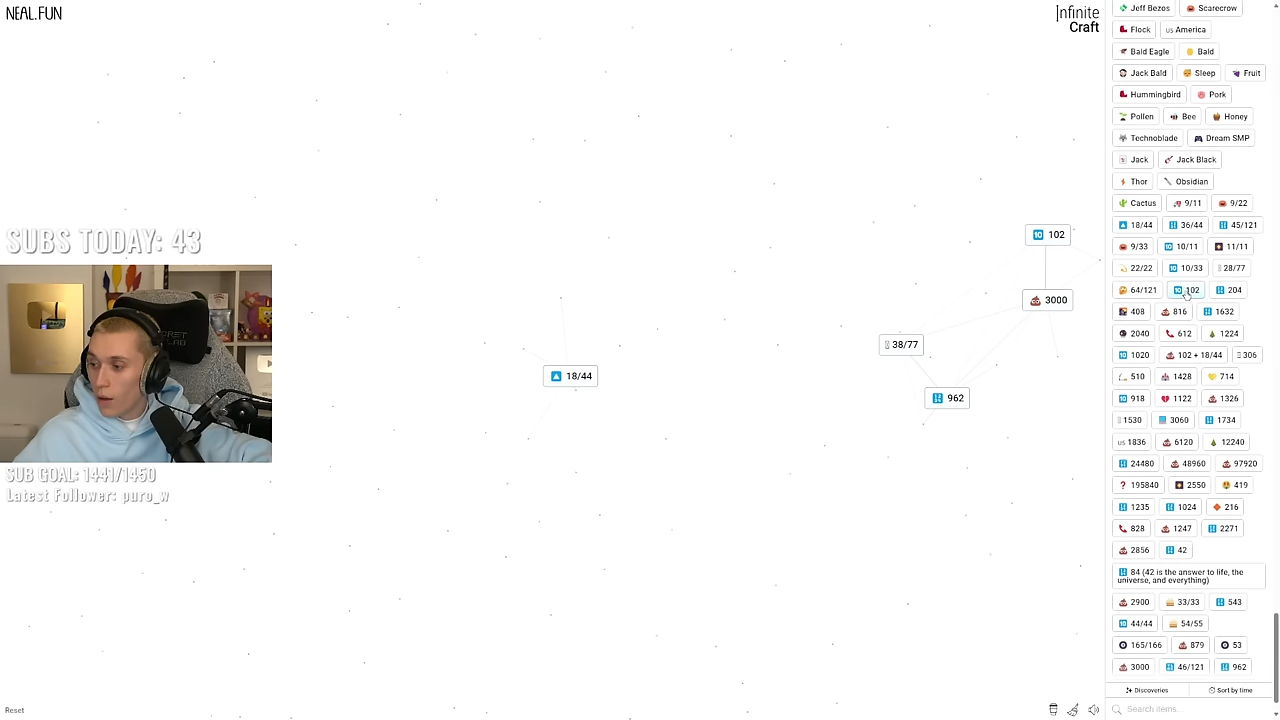 NEAL.FUN
Infinite
Craft
SUBS TODAY: 43
SUB GOAL: 1441/1450
Latest Follower: puro_w
102
3000
38/77
962
18/44
Reset
Jeff Bezos
Scarecrow
Flock
us America
Bald Eagle
Bald
Jack Bald
Sleep
Fruit
Hummingbird
Pork
Pollen
Bee
Honey
Technoblade
Dream SMP
Jack
Jack Black
Thor
Obsidian
Cactus
9/11
9/22
18/44
36/44
45/121
9/33
10/11
11/11
22/22
10/33
28/77
64/121
102
204
408
816
1632
2040
612
1224
1020
102 + 18/44
306
510
1428
714
918
1122
1326
1530
3060
1734
us 1836
6120
12240
24480
48960
97920
195840
2550
419
1235
1024
216
828
1247
2271
2856
42
84 (42 is the answer to life, the
universe, and everything)
2900
33/33
543
44/44
54/55
165/166
879
53
3000
46/121
962
Discoveries
Sort by time
Search items...